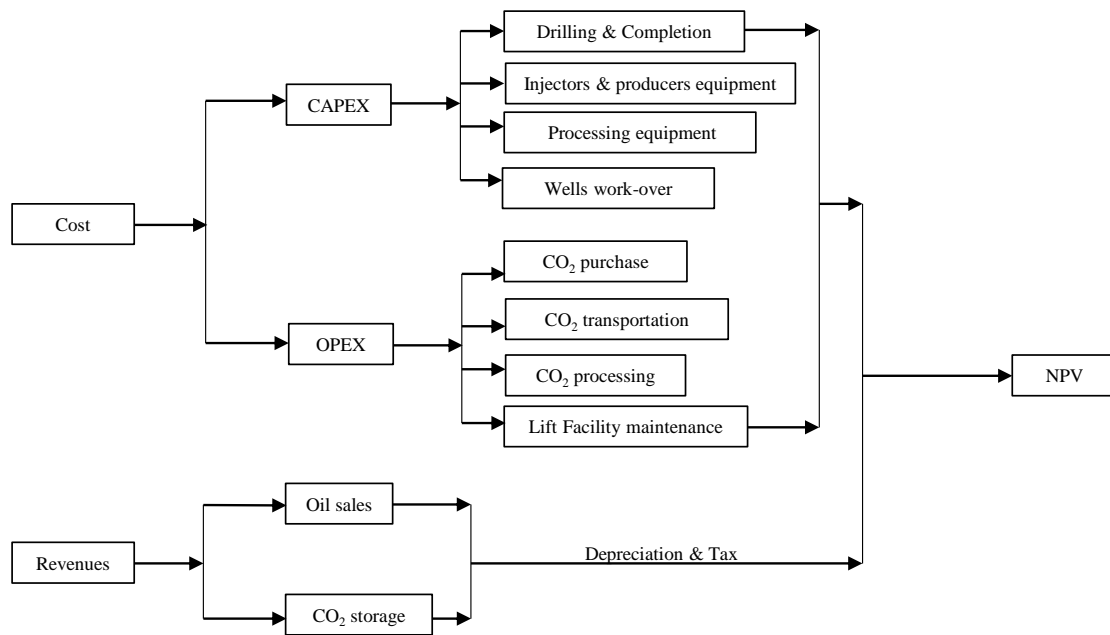 Drilling & Completion
Injectors & producers equipment
CAPEX
Processing equipment
Wells work-over
Cost
CO₂ purchase
CO₂ transportation
OPEX
CO₂ processing
NPV
Lift Facility maintenance
Oil sales
Depreciation & Tax
Revenues
CO₂ storage